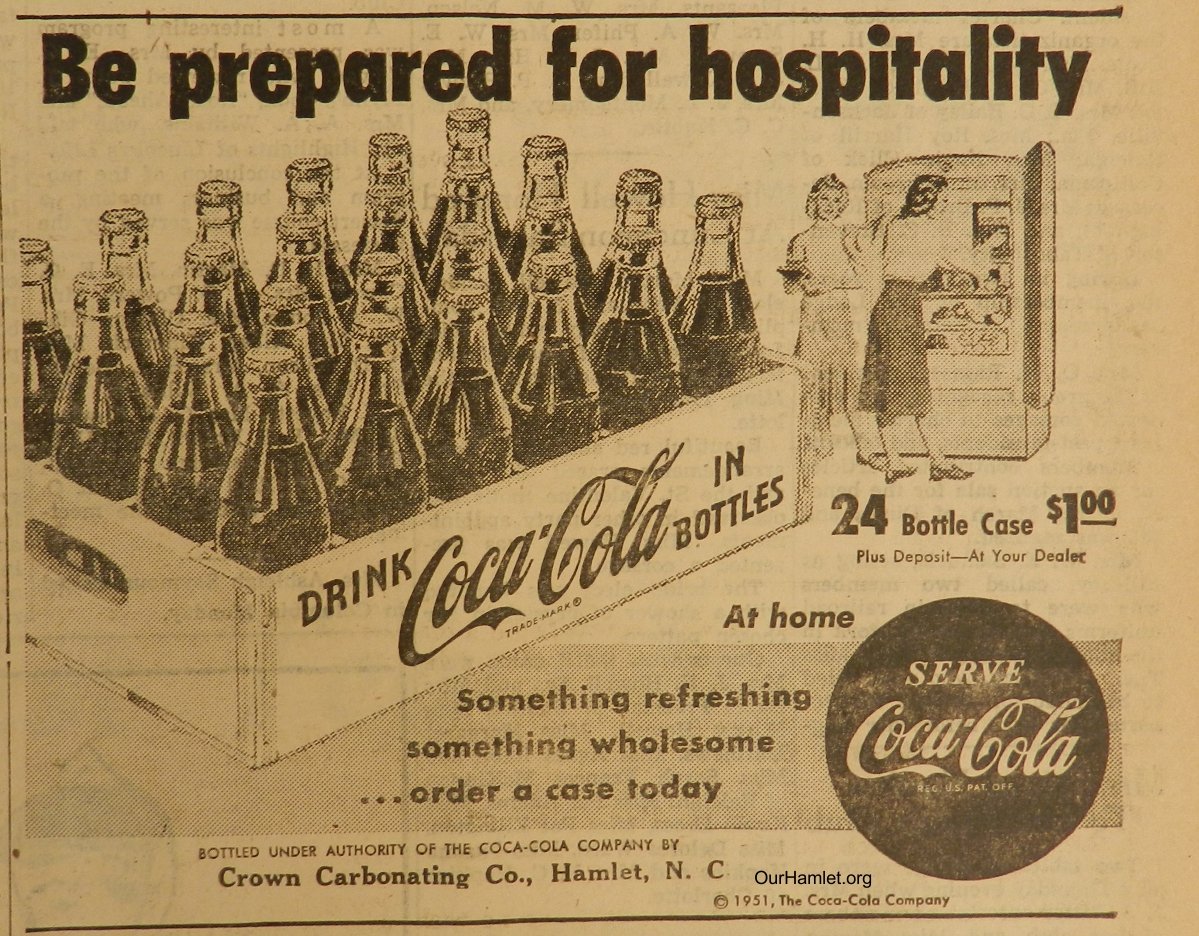 Be prepared for hospitality
DRINK Coca-Cola IN BOTTLES
TRADE-MARK®
24 Bottle Case $1.00
Plus Deposit—At Your Dealer
At home
SERVE
Coca-Cola
REG. U.S. PAT. OFF
Something refreshing
something wholesome
...order a case today
BOTTLED UNDER AUTHORITY OF THE COCA-COLA COMPANY BY
Crown Carbonating Co., Hamlet, N. C
OurHamlet.org
© 1951, The Coca-Cola Company